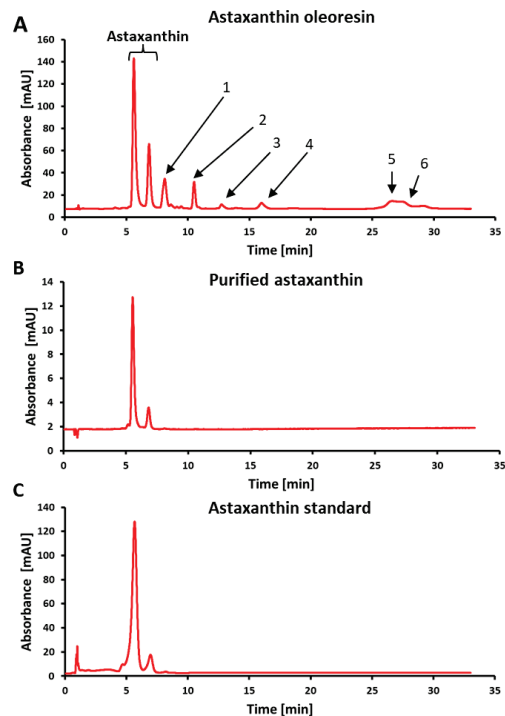 A
Astaxanthin oleoresin
Astaxanthin
Absorbance [mAU]
160
140
120
100
80
60
40
20
0
1
2
3
4
5
6
0 5 10 15 20 25 30 35
Time [min]
B
Purified astaxanthin
Absorbance [mAU]
14
12
10
8
6
4
2
0
0 5 10 15 20 25 30 35
Time [min]
C
Astaxanthin standard
Absorbance [mAU]
140
120
100
80
60
40
20
0
0 5 10 15 20 25 30 35
Time [min]